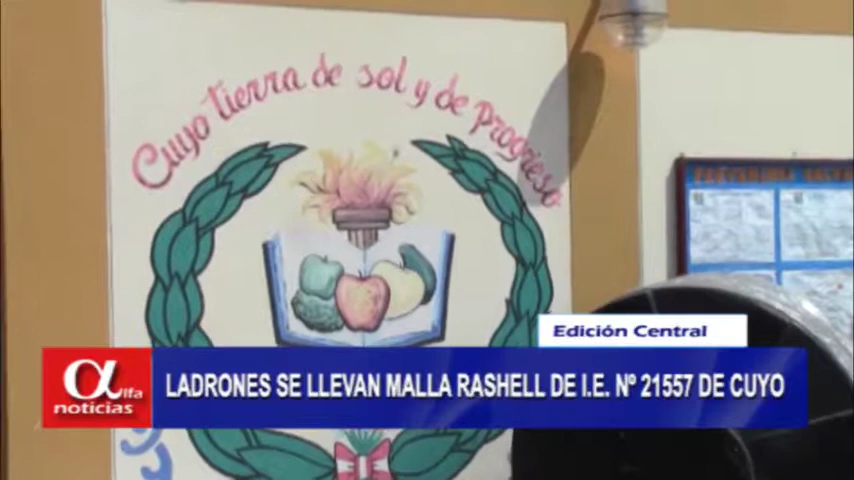 Cuyo tierra de sol y de progreso
Edición Central
αlfa
noticias
LADRONES SE LLEVAN MALLA RASHELL DE I.E. Nº 21557 DE CUYO